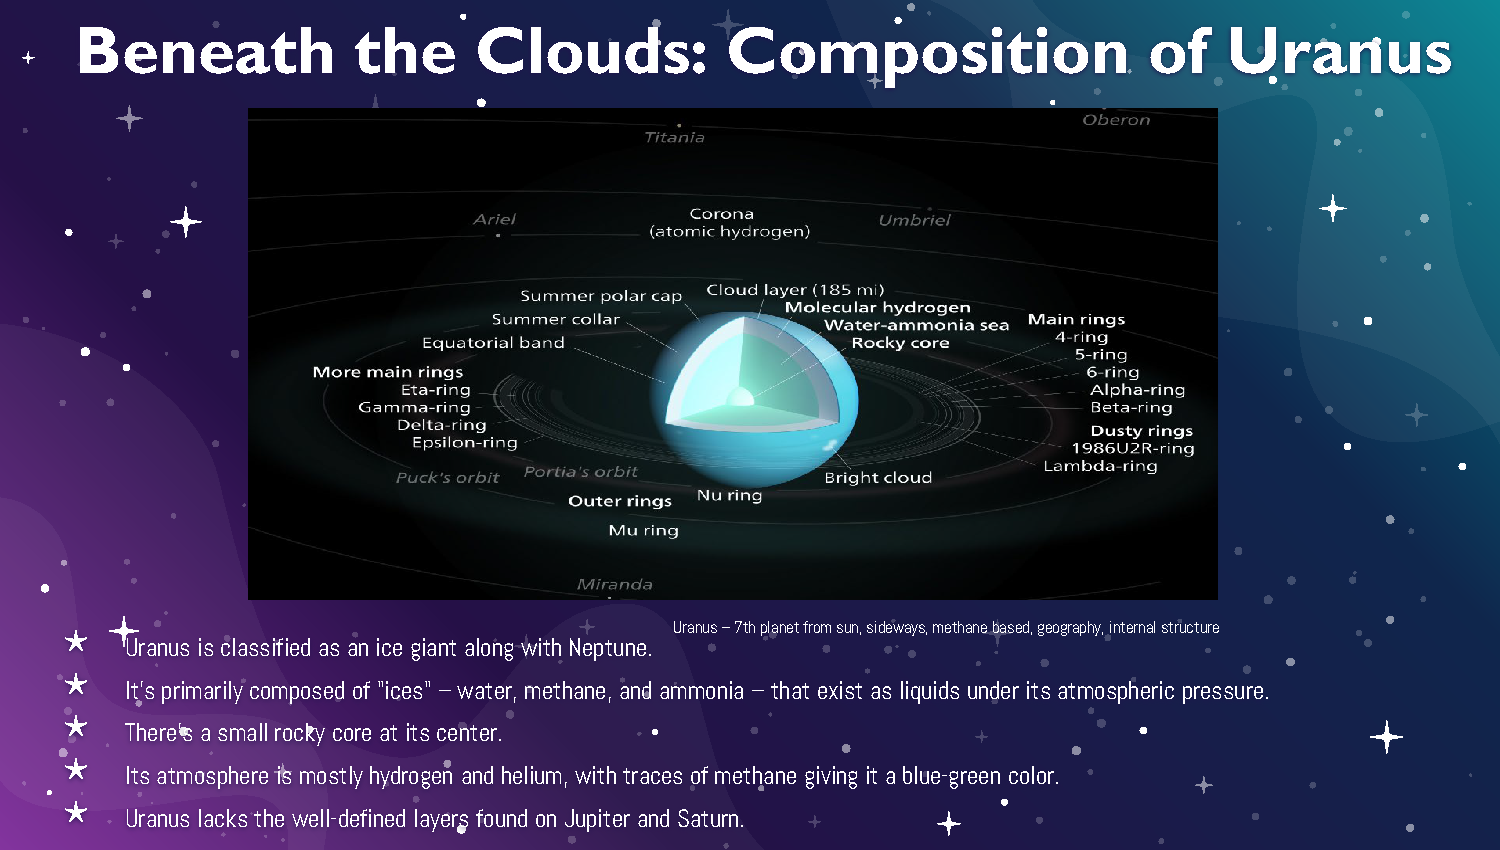 Beneath the Clouds: Composition of Uranus
Titania
Oberon
Ariel
Corona
(atomic hydrogen)
Umbriel
Summer polar cap
Cloud layer (185 mi)
Molecular hydrogen
Summer collar
Water-ammonia sea
Main rings
Equatorial band
Rocky core
4-ring
5-ring
More main rings
6-ring
Eta-ring
Alpha-ring
Gamma-ring
Beta-ring
Delta-ring
Dusty rings
Epsilon-ring
1986U2R-ring
Lambda-ring
Puck's orbit
Portia's orbit
Bright cloud
Outer rings
Nu ring
Mu ring
Miranda
Uranus – 7th planet from sun, sideways, methane based, geography, internal structure
Uranus is classified as an ice giant along with Neptune.
It's primarily composed of "ices" – water, methane, and ammonia – that exist as liquids under its atmospheric pressure.
There's a small rocky core at its center.
Its atmosphere is mostly hydrogen and helium, with traces of methane giving it a blue-green color.
Uranus lacks the well-defined layers found on Jupiter and Saturn.